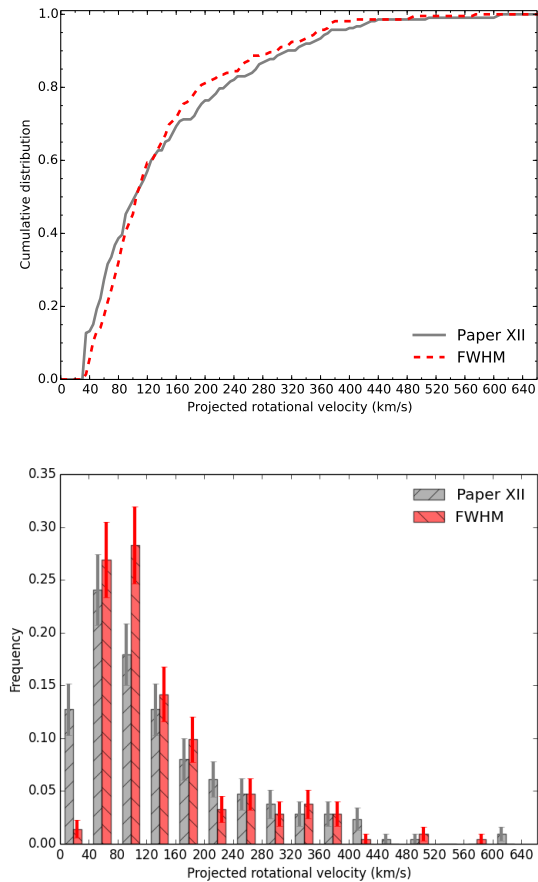 1.0
0.8
0.6
0.4
0.2
0.0
Cumulative distribution
Paper XII
FWHM
0 40 80 120 160 200 240 280 320 360 400 440 480 520 560 600 640
Projected rotational velocity (km/s)
0.35
0.30
0.25
0.20
0.15
0.10
0.05
0.00
Frequency
Paper XII
FWHM
0 40 80 120 160 200 240 280 320 360 400 440 480 520 560 600 640
Projected rotational velocity (km/s)